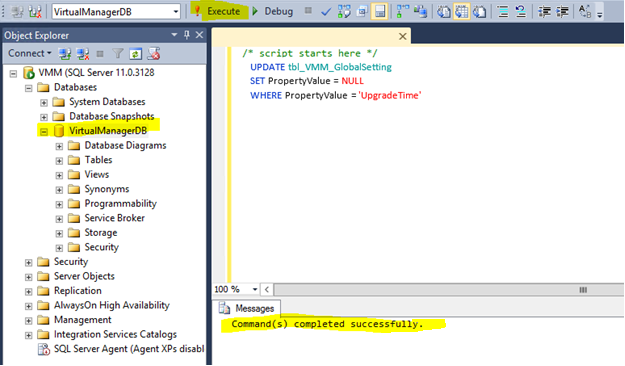 VirtualManagerDB
Execute
Debug
Object Explorer
Connect
VMM (SQL Server 11.0.3128
Databases
System Databases
Database Snapshots
VirtualManagerDB
Database Diagrams
Tables
Views
Synonyms
Programmability
Service Broker
Storage
Security
Security
Server Objects
Replication
AlwaysOn High Availability
Management
Integration Services Catalogs
SQL Server Agent (Agent XPs disabl
/* script starts here */
UPDATE tbl_VMM_GlobalSetting
SET PropertyValue = NULL
WHERE PropertyValue = 'UpgradeTime'
100 %
Messages
Command(s) completed successfully.